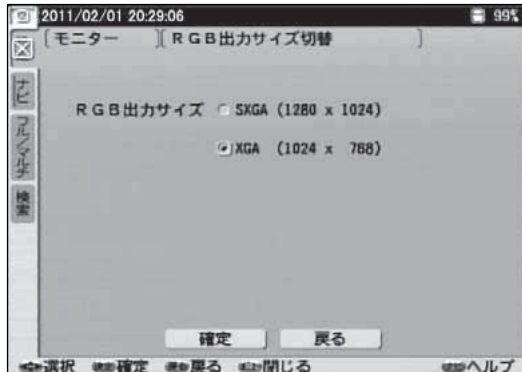 2011/02/01 20:29:06 99%
[モニター ][RGB出力サイズ切替 ]
ナビ
フル/マルチ
検索
RGB出力サイズ SXGA (1280 x 1024)
XGA (1024 x 768)
確定 戻る
選択 確定 戻る 閉じる ヘルプ